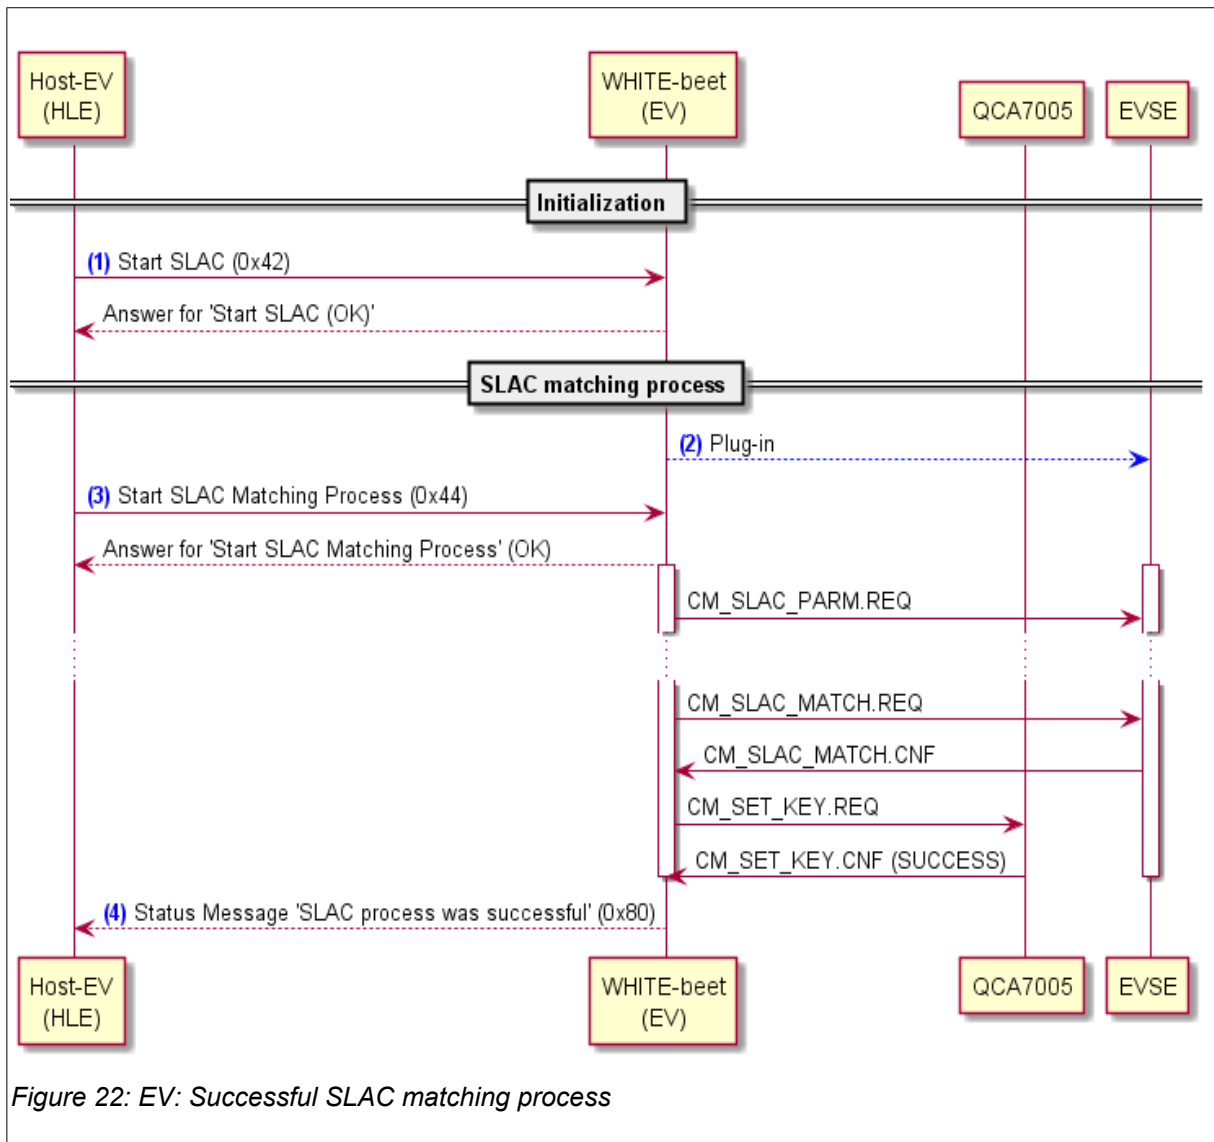 Host-EV
(HLE)
WHITE-beet
(EV)
QCA7005
EVSE
Initialization
(1) Start SLAC (0x42)
Answer for 'Start SLAC (OK)'
SLAC matching process
(2) Plug-in
(3) Start SLAC Matching Process (0x44)
Answer for 'Start SLAC Matching Process' (OK)
CM_SLAC_PARM.REQ
CM_SLAC_MATCH.REQ
CM_SLAC_MATCH.CNF
CM_SET_KEY.REQ
CM_SET_KEY.CNF (SUCCESS)
(4) Status Message 'SLAC process was successful' (0x80)
Host-EV
(HLE)
WHITE-beet
(EV)
QCA7005
EVSE
Figure 22: EV: Successful SLAC matching process